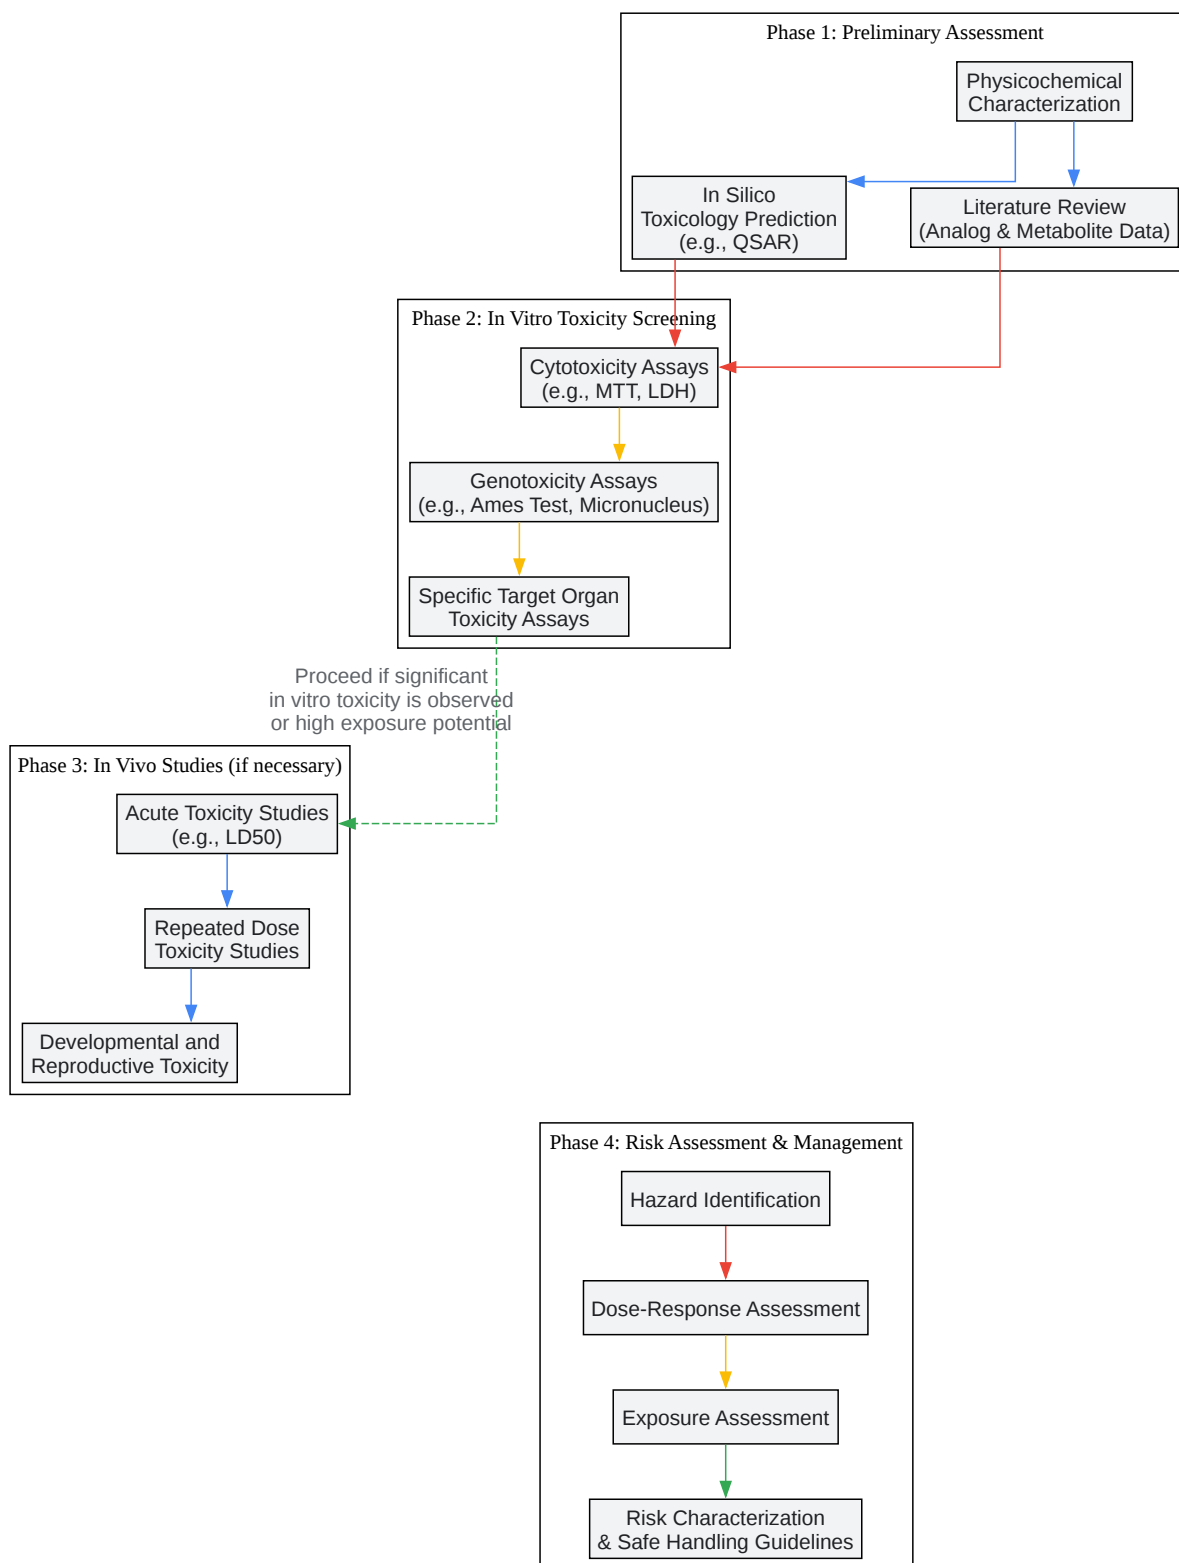 Phase 1: Preliminary Assessment
Physicochemical
Characterization
In Silico
Toxicology Prediction
(e.g., QSAR)
Literature Review
(Analog & Metabolite Data)
Phase 2: In Vitro Toxicity Screening
Cytotoxicity Assays
(e.g., MTT, LDH)
Genotoxicity Assays
(e.g., Ames Test, Micronucleus)
Specific Target Organ
Toxicity Assays
Proceed if significant
in vitro toxicity is observed
or high exposure potential
Phase 3: In Vivo Studies (if necessary)
Acute Toxicity Studies
(e.g., LD50)
Repeated Dose
Toxicity Studies
Developmental and
Reproductive Toxicity
Phase 4: Risk Assessment & Management
Hazard Identification
Dose-Response Assessment
Exposure Assessment
Risk Characterization
& Safe Handling Guidelines